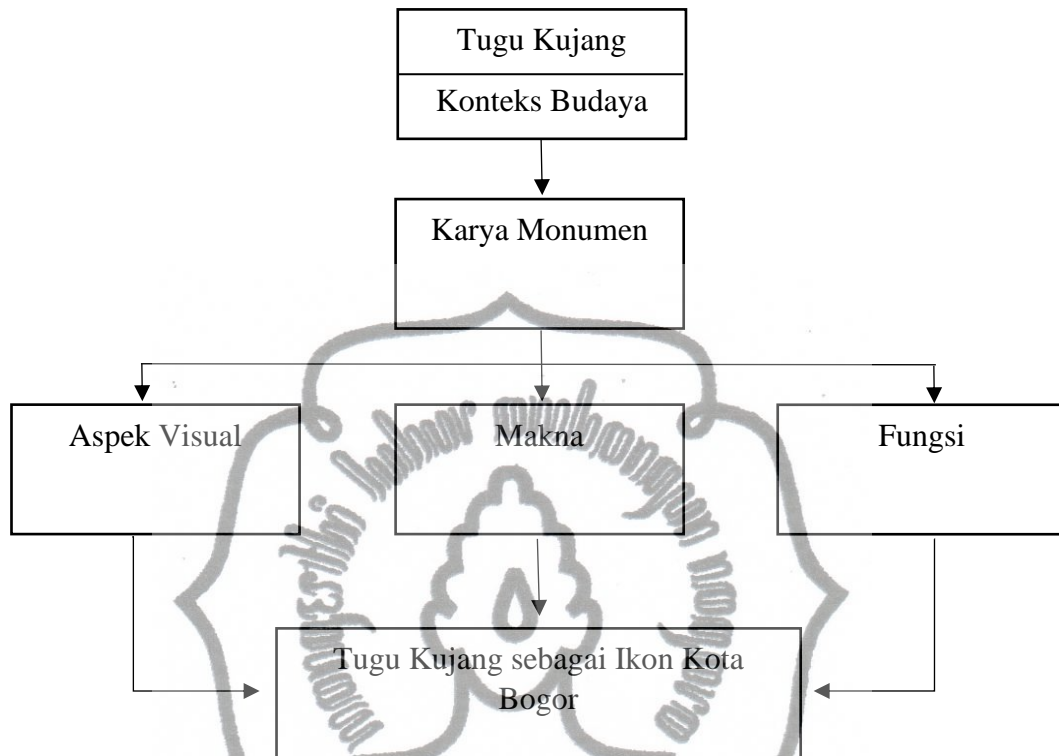 Tugu Kujang
Konteks Budaya
Karya Monumen
Aspek Visual
Makna
Fungsi
Tugu Kujang sebagai Ikon Kota
Bogor